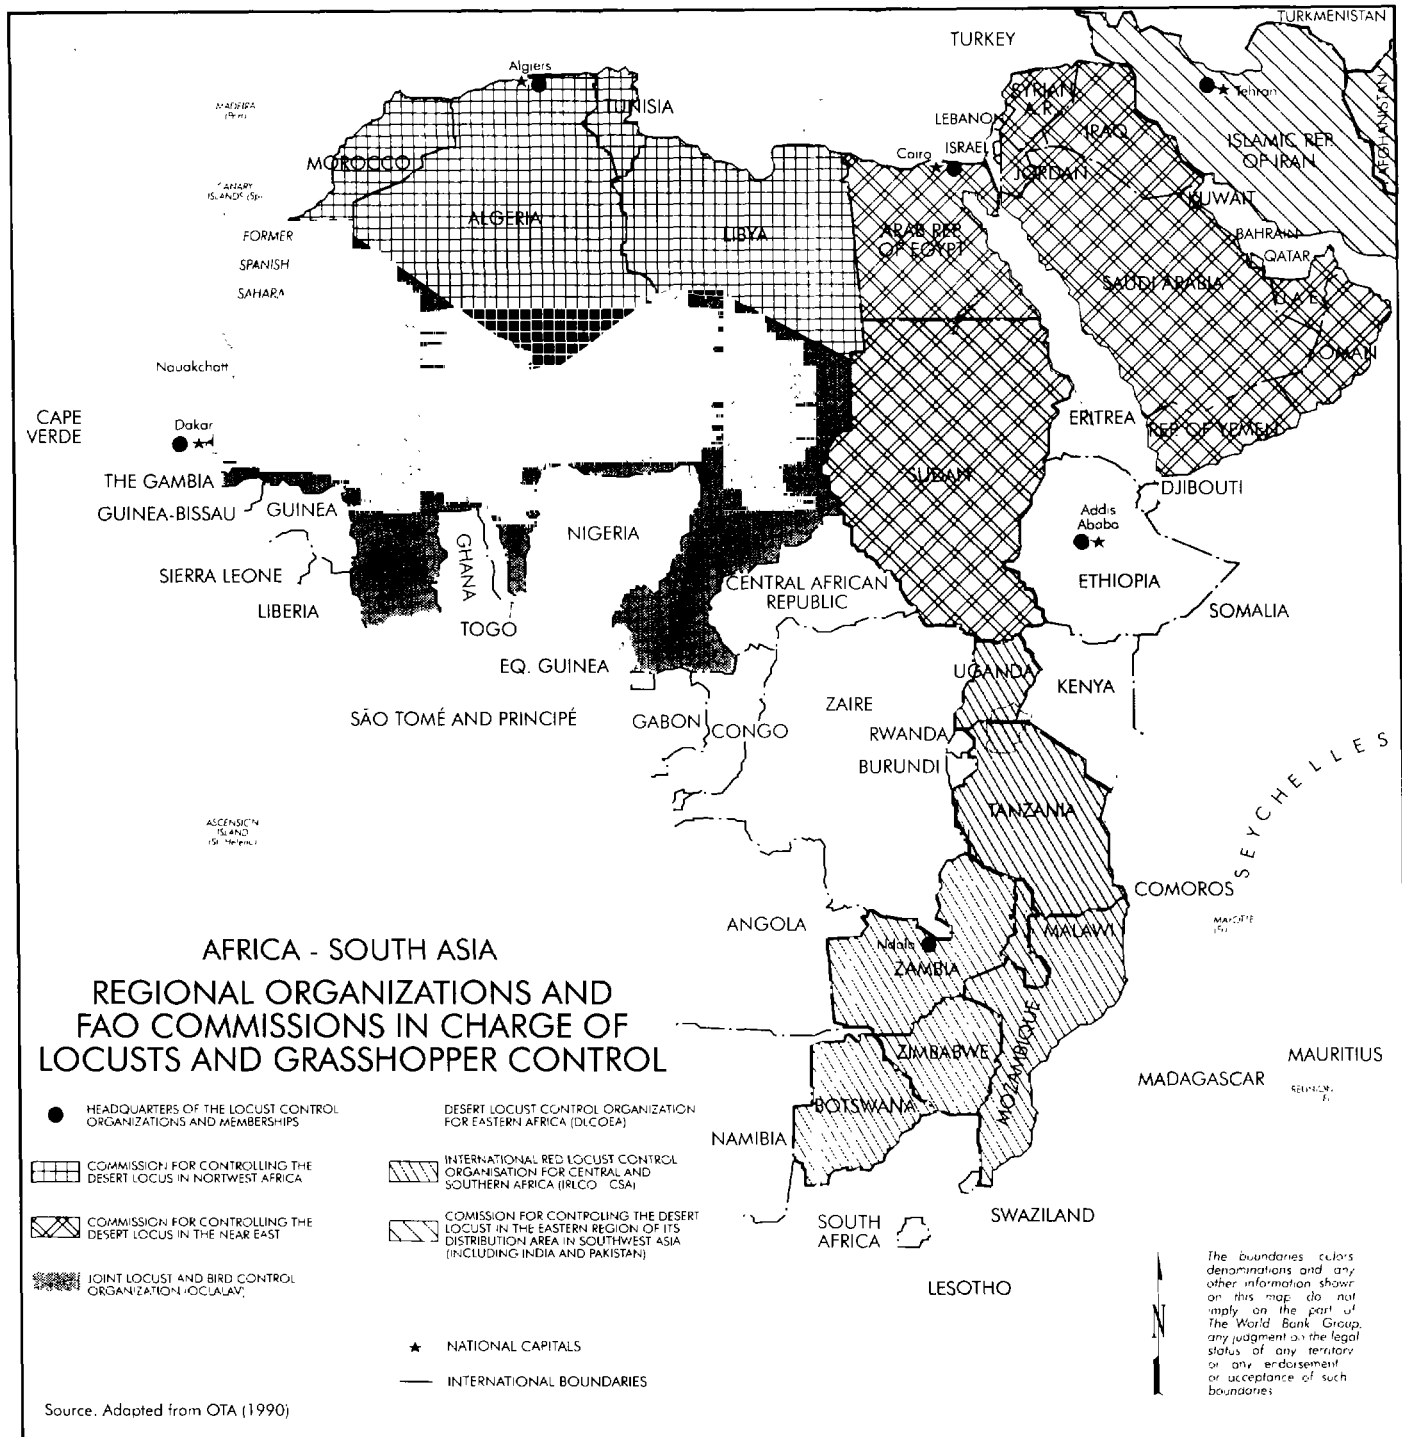 TURKMENISTAN
TURKEY
Algiers
Tehran
AFGHANISTAN
MADEIRA
TUNISIA
SYRIAN
A.R.
LEBANON
IRAQ
ISLAMIC REP.
OF IRAN
MOROCCO
Cairo
ISRAEL
JORDAN
CANARY
ISLANDS (Sp.
KUWAIT
ALGERIA
LIBYA
ARAB REP.
OF EGYPT
BAHRAIN
QATAR
FORMER
SPANISH
SAHARA
SAUDI ARABIA
U.A.E.
OMAN
Nouakchott
CAPE
VERDE
Dakar
ERITREA
REP. OF YEMEN
THE GAMBIA
SUDAN
DJIBOUTI
GUINEA-BISSAU
GUINEA
Addis
Ababa
NIGERIA
GHANA
SIERRA LEONE
CENTRAL AFRICAN
REPUBLIC
ETHIOPIA
LIBERIA
SOMALIA
TOGO
EQ. GUINEA
UGANDA
KENYA
SÃO TOMÉ AND PRINCIPÉ
GABON
CONGO
ZAIRE
RWANDA
BURUNDI
SEYCHELLES
TANZANIA
ASCENSION
ISLAND
COMOROS
ANGOLA
MALAWI
Ndola
ZAMBIA
AFRICA - SOUTH ASIA
REGIONAL ORGANIZATIONS AND
FAO COMMISSIONS IN CHARGE OF
LOCUSTS AND GRASSHOPPER CONTROL
ZIMBABWE
MOZAMBIQUE
MAURITIUS
MADAGASCAR
BOTSWANA
NAMIBIA
SWAZILAND
SOUTH
AFRICA
LESOTHO
HEADQUARTERS OF THE LOCUST CONTROL
ORGANIZATIONS AND MEMBERSHIPS
COMMISSION FOR CONTROLLING THE
DESERT LOCUS IN NORTWEST AFRICA
COMMISSION FOR CONTROLLING THE
DESERT LOCUS IN THE NEAR EAST
JOINT LOCUST AND BIRD CONTROL
ORGANIZATION (OCLALAV)
DESERT LOCUST CONTROL ORGANIZATION
FOR EASTERN AFRICA (DLCOEA)
INTERNATIONAL RED LOCUST CONTROL
ORGANISATION FOR CENTRAL AND
SOUTHERN AFRICA (IRLCO CSA)
COMISSION FOR CONTROLING THE DESERT
LOCUST IN THE EASTERN REGION OF ITS
DISTRIBUTION AREA IN SOUTHWEST ASIA
(INCLUDING INDIA AND PAKISTAN)
NATIONAL CAPITALS
INTERNATIONAL BOUNDARIES
N
The boundaries colors
denominations and any
other information shown
on this map do not
imply on the part of
The World Bank Group,
any judgment on the legal
status of any territory
or any endorsement
or acceptance of such
boundaries
Source. Adapted from OTA (1990)